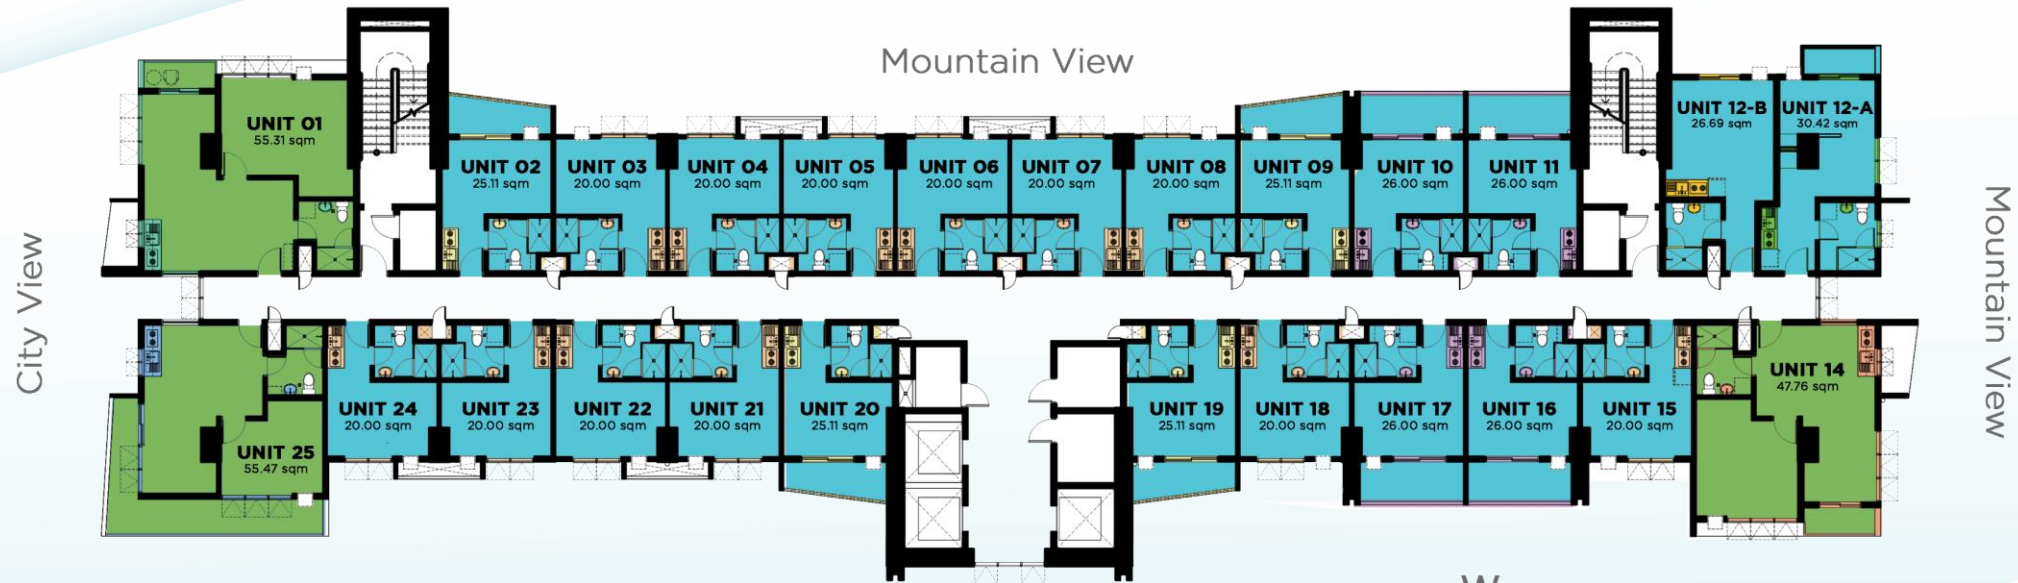 Mountain View
UNIT 01
55.31 sqm
UNIT 02
25.11 sqm
UNIT 03
20.00 sqm
UNIT 04
20.00 sqm
UNIT 05
20.00 sqm
UNIT 06
20.00 sqm
UNIT 07
20.00 sqm
UNIT 08
20.00 sqm
UNIT 09
25.11 sqm
UNIT 10
26.00 sqm
UNIT 11
26.00 sqm
UNIT 12-B
26.69 sqm
UNIT 12-A
30.42 sqm
City View
Mountain View
UNIT 25
55.47 sqm
UNIT 24
20.00 sqm
UNIT 23
20.00 sqm
UNIT 22
20.00 sqm
UNIT 21
20.00 sqm
UNIT 20
25.11 sqm
UNIT 19
25.11 sqm
UNIT 18
20.00 sqm
UNIT 17
26.00 sqm
UNIT 16
26.00 sqm
UNIT 15
20.00 sqm
UNIT 14
47.76 sqm